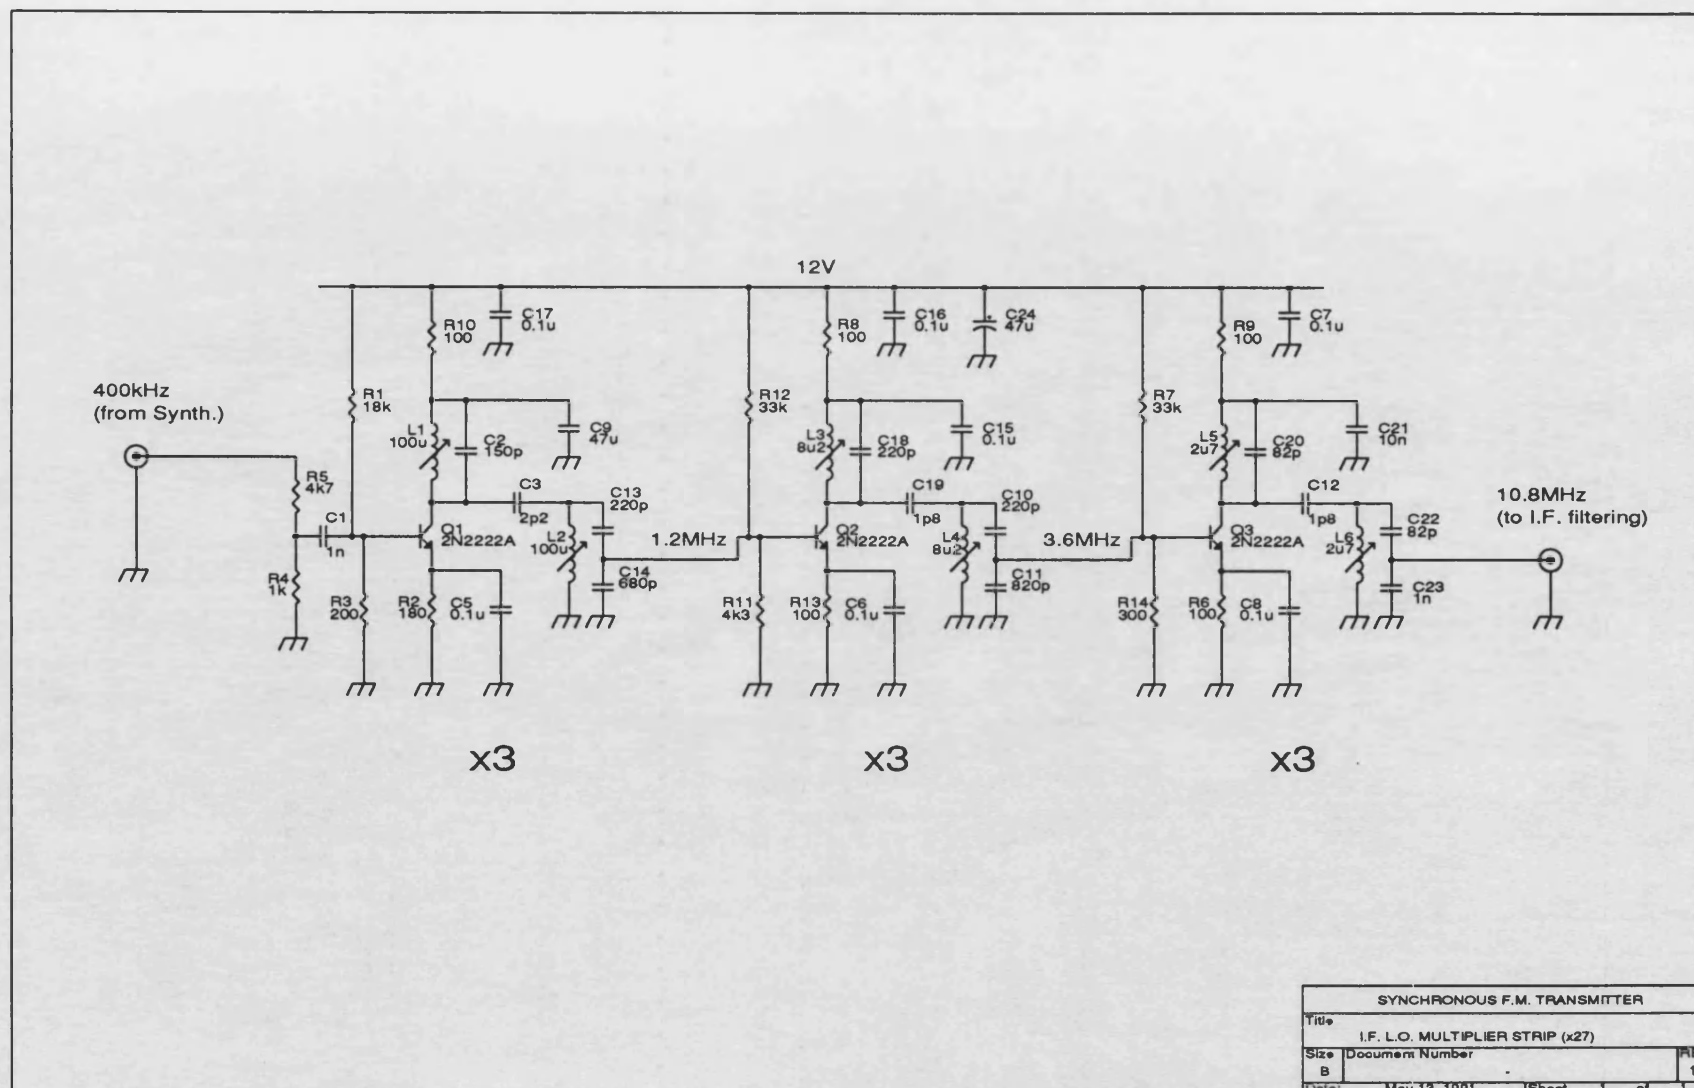 12V
R10
100
C17
0.1u
R8
100
C16
0.1u
C24
47u
R9
100
C7
0.1u
400kHz
(from Synth.)
R1
18k
L1
100u
C2
150p
C9
47u
R12
33k
L3
8u2
C18
220p
C15
0.1u
R7
33k
L5
2u7
C20
82p
C21
10n
R5
4k7
C1
1n
C3
2p2
C13
220p
C19
1p8
C10
220p
C12
1p8
C22
82p
10.8MHz
(to I.F. filtering)
Q1
2N2222A
L2
100u
1.2MHz
Q2
2N2222A
L4
8u2
3.6MHz
Q3
2N2222A
L6
2u7
R4
1k
R3
200
R2
180
C5
0.1u
C14
680p
R11
4k3
R13
100
C6
0.1u
C11
820p
R14
300
R6
100
C8
0.1u
C23
1n
x3
x3
x3
SYNCHRONOUS F.M. TRANSMITTER
Title
I.F. L.O. MULTIPLIER STRIP (x27)
Size
Document Number
B